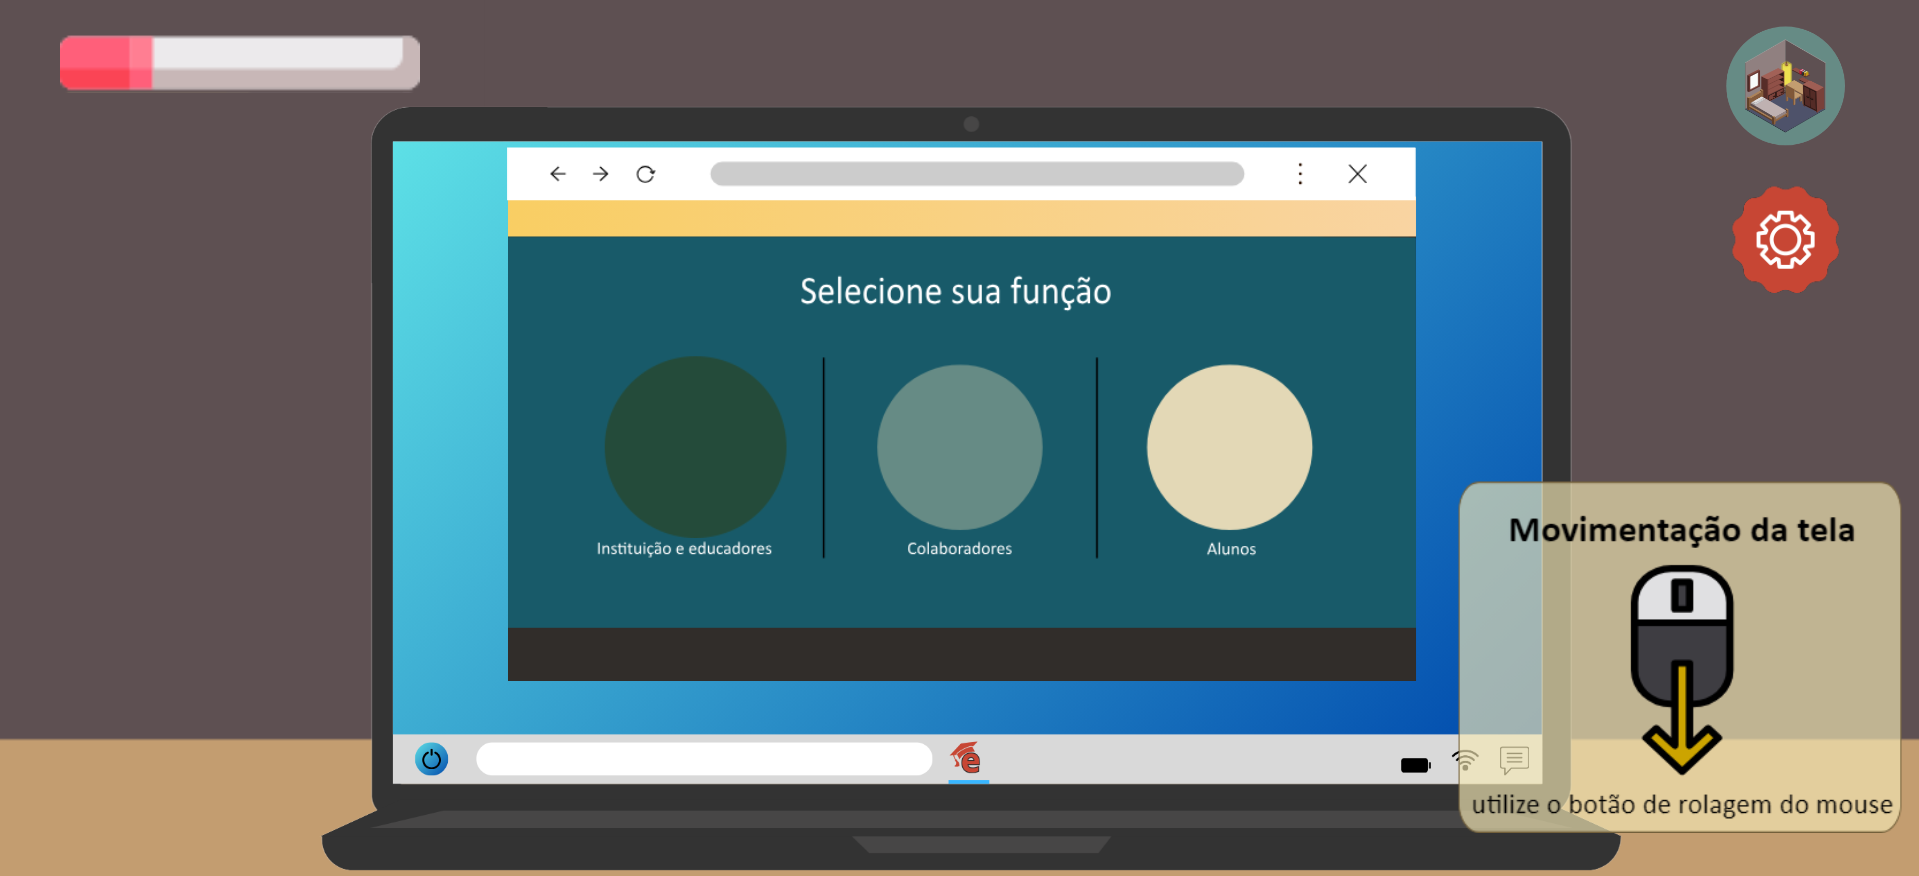 Selecione sua função
Instituição e educadores
Colaboradores
Alunos
e
Movimentação da tela
utilize o botão de rolagem do mouse